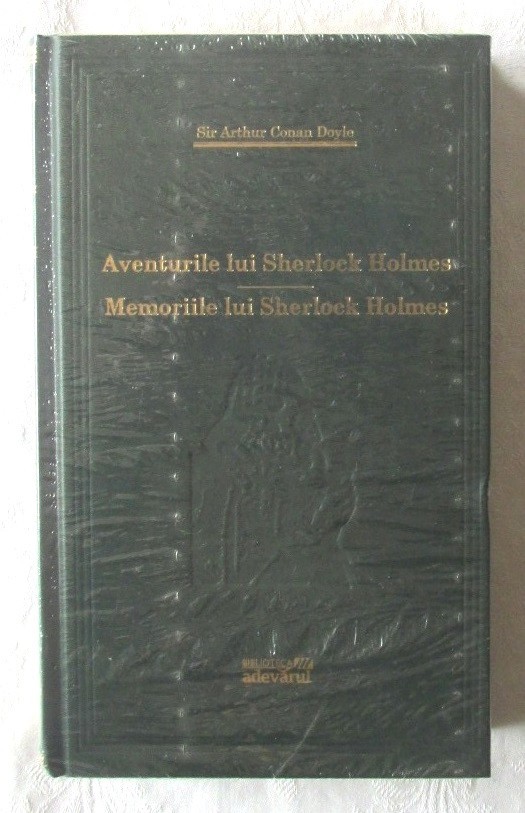 Sir Arthur Conan Doyle
Aventurile lui Sherlock Holmes
Memoriile lui Sherlock Holmes
BIBLIOTECA
adevărul